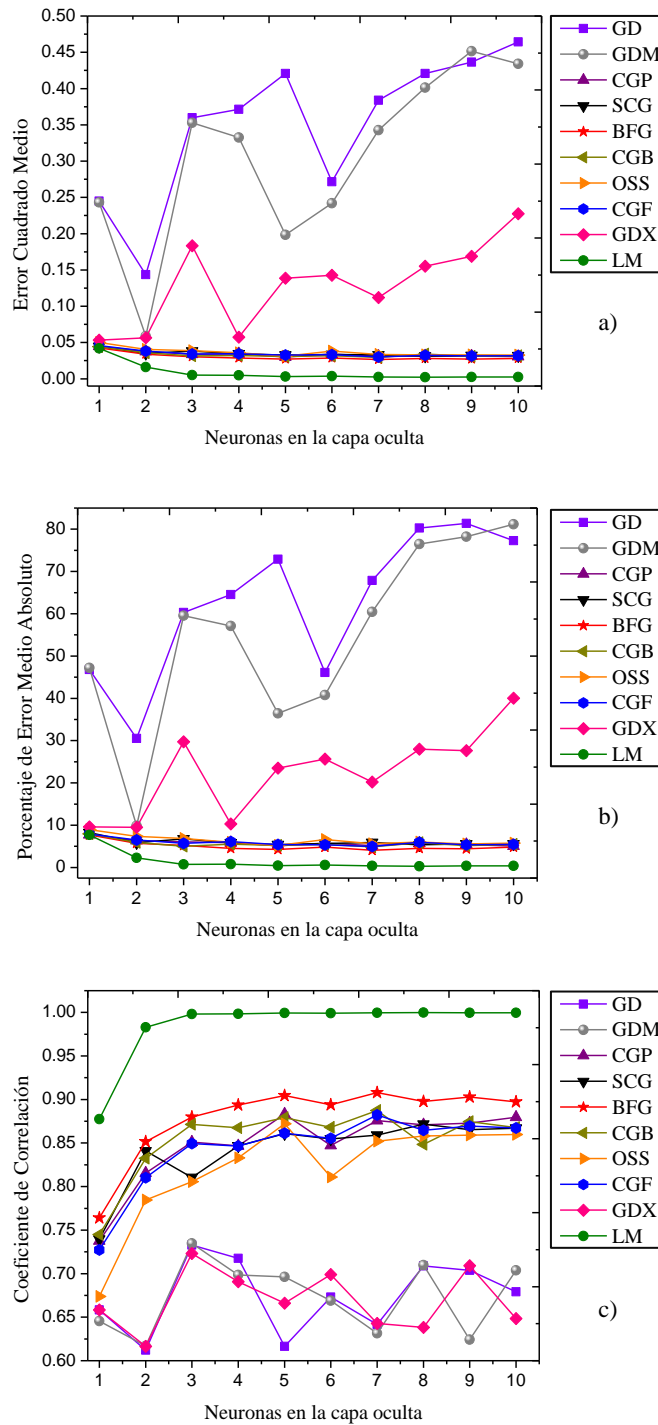 0.50
0.45
0.40
0.35
0.30
0.25
0.20
0.15
0.10
0.05
0.00
Error Cuadrado Medio
1 2 3 4 5 6 7 8 9 10
Neuronas en la capa oculta
GD
GDM
CGP
SCG
BFG
CGB
OSS
CGF
GDX
LM
a)
80
70
60
50
40
30
20
10
0
Porcentaje de Error Medio Absoluto
1 2 3 4 5 6 7 8 9 10
Neuronas en la capa oculta
GD
GDM
CGP
SCG
BFG
CGB
OSS
CGF
GDX
LM
b)
1.00
0.95
0.90
0.85
0.80
0.75
0.70
0.65
0.60
Coeficiente de Correlación
1 2 3 4 5 6 7 8 9 10
Neuronas en la capa oculta
GD
GDM
CGP
SCG
BFG
CGB
OSS
CGF
GDX
LM
c)